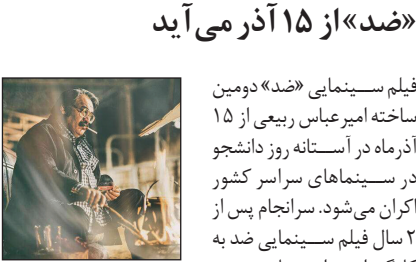 «ضد» از ۱۵ آذر می‌آید
فیلم سینمایی «ضد» دومین
ساخته امیرعباس ربیعی از ۱۵
آذرماه در آستانه روز دانشجو
در سینماهای سراسر کشور
اکران می‌شود. سرانجام پس از
۲ سال فیلم سینمایی ضد به